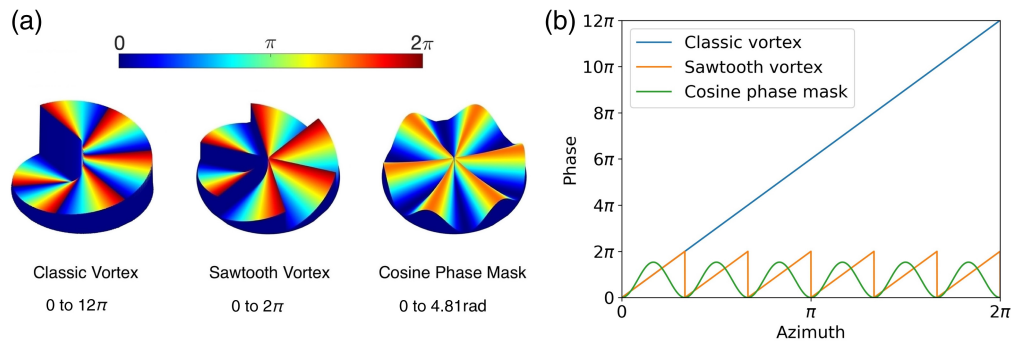 (a)
0 π 2π
Classic Vortex
0 to 12π
Sawtooth Vortex
0 to 2π
Cosine Phase Mask
0 to 4.81rad
(b)
Phase
12π
10π
8π
6π
4π
2π
0
Classic vortex
Sawtooth vortex
Cosine phase mask
0 π 2π
Azimuth